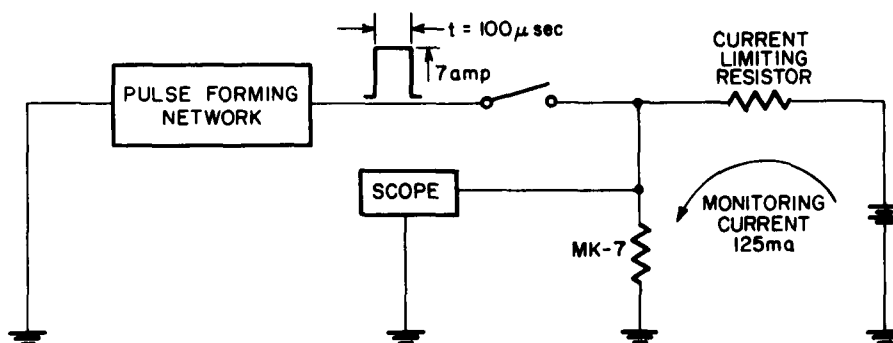 t = 100 μ sec
7 amp
PULSE FORMING
NETWORK
CURRENT
LIMITING
RESISTOR
SCOPE
MK-7
MONITORING
CURRENT
125ma